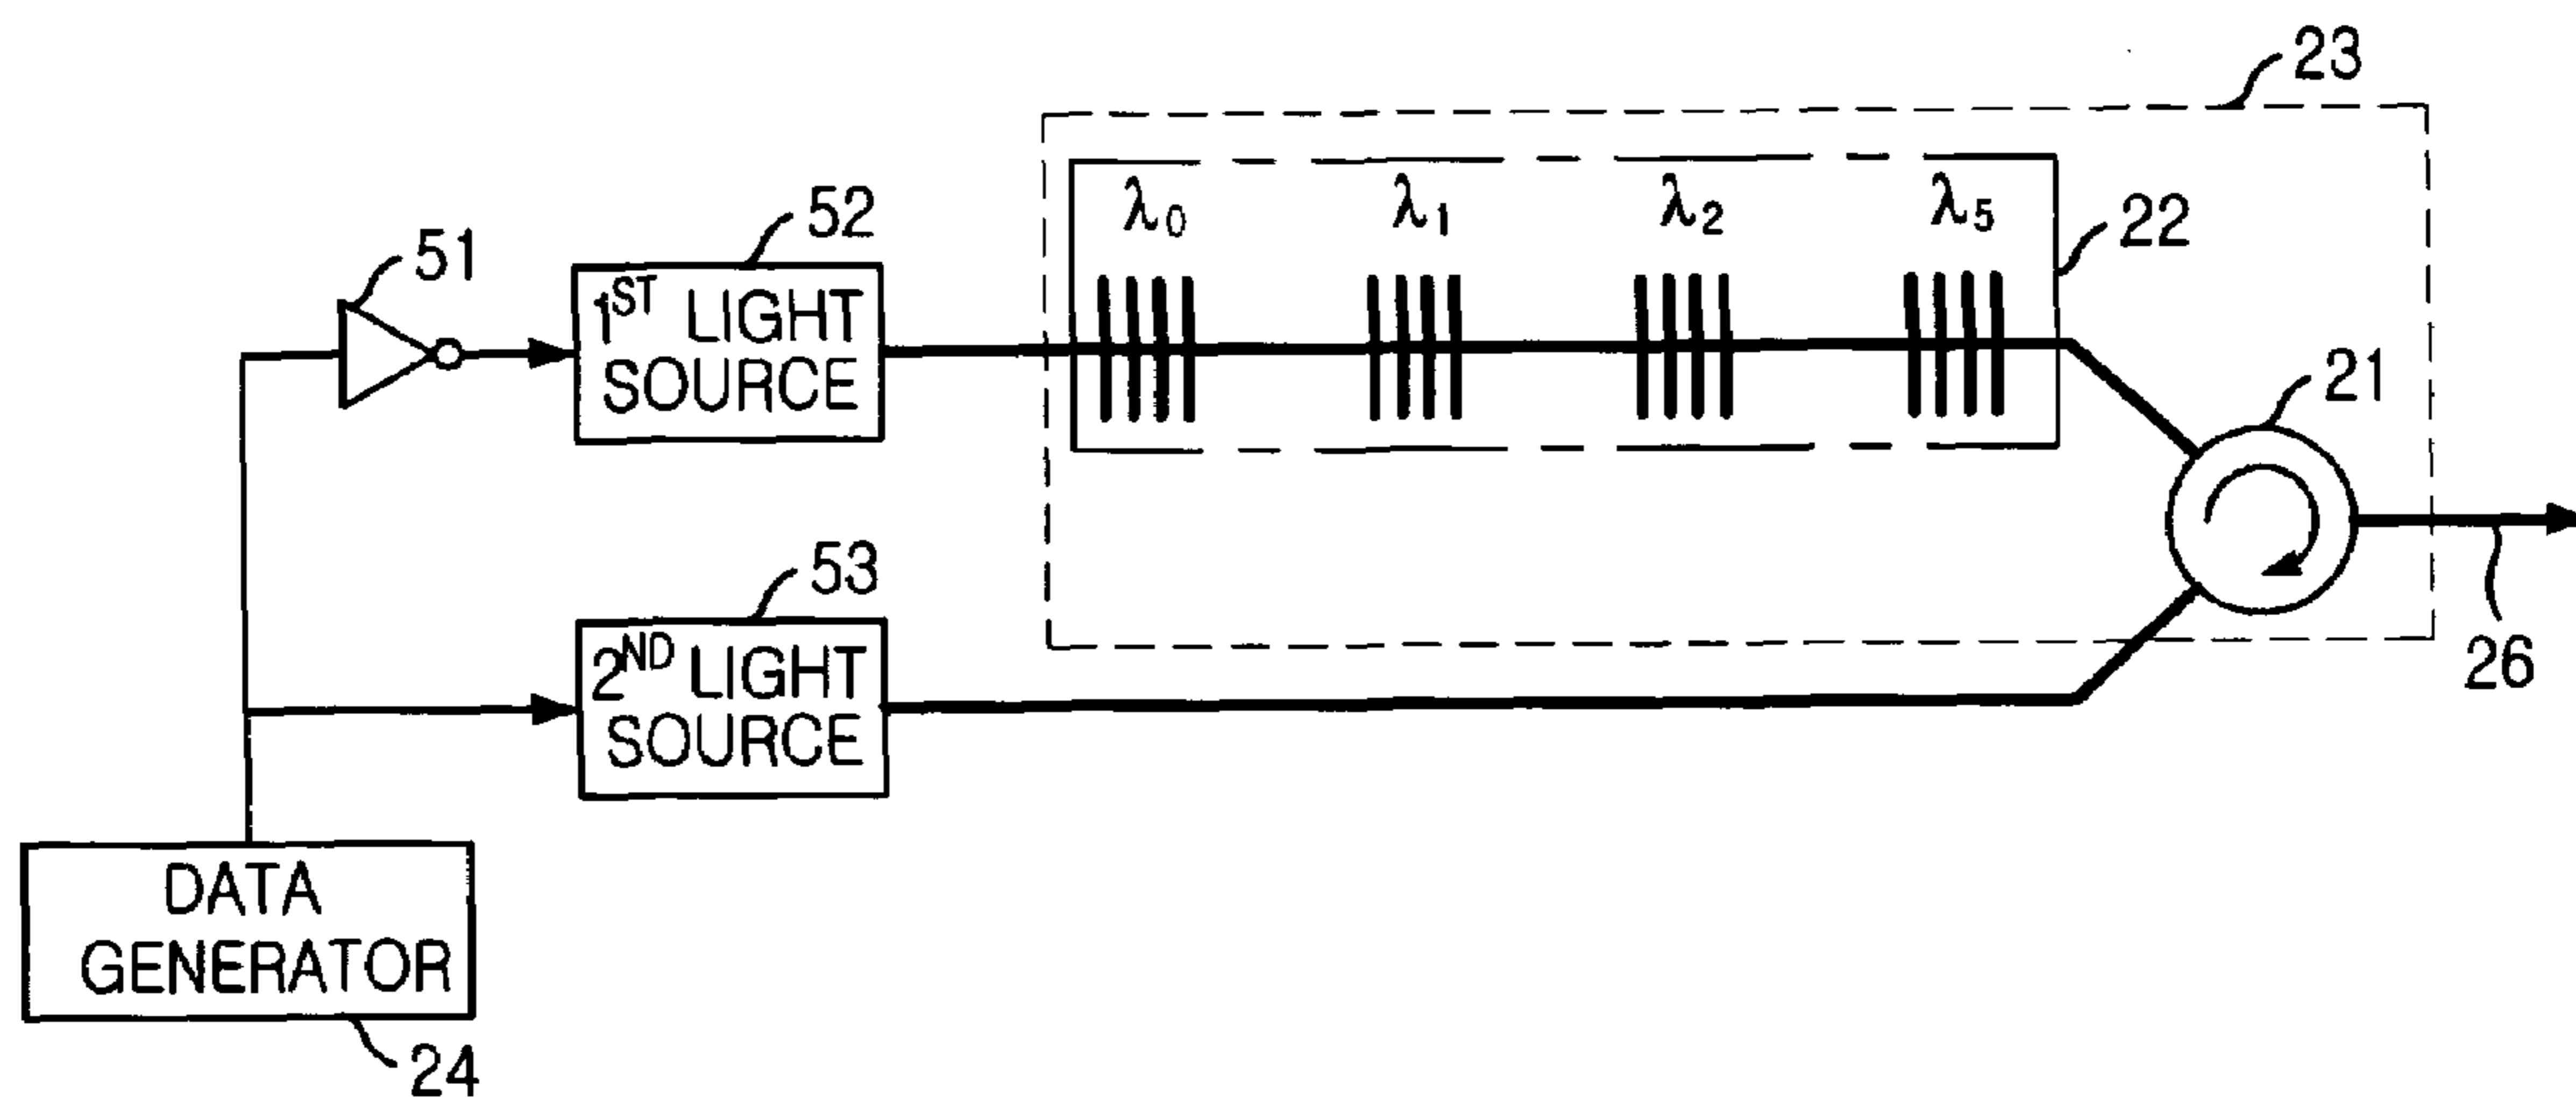 23
λ0 λ1 λ2 λ5
22
52
51
1ST LIGHT
SOURCE
21
53
2ND LIGHT
SOURCE
26
DATA
GENERATOR
24